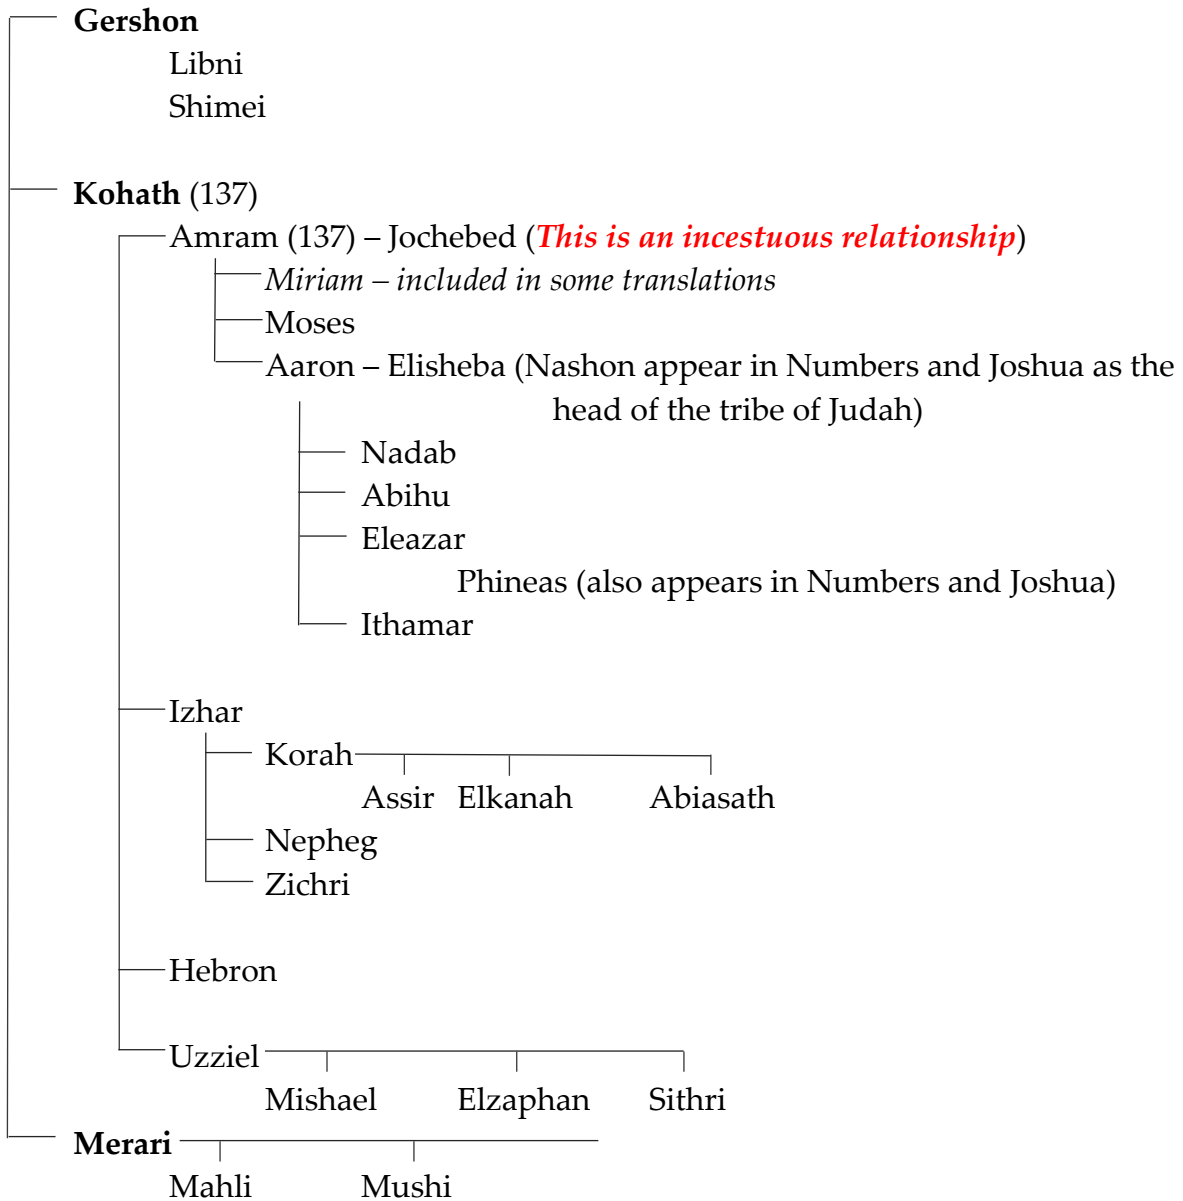 Gershon
Libni
Shimei
Kohath (137)
Amram (137) – Jochebed (This is an incestuous relationship)
Miriam – included in some translations
Moses
Aaron – Elisheba (Nashon appear in Numbers and Joshua as the
head of the tribe of Judah)
Nadab
Abihu
Eleazar
Phineas (also appears in Numbers and Joshua)
Ithamar
Izhar
Korah
Assir Elkanah Abiasath
Nepheg
Zichri
Hebron
Uzziel
Mishael Elzaphan Sithri
Merari
Mahli Mushi